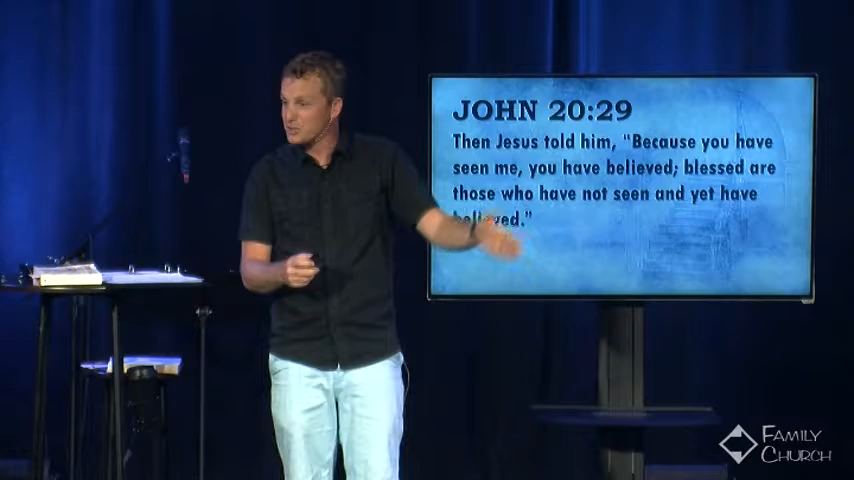 JOHN 20:29
Then Jesus told him, "Because you have
seen me, you have believed; blessed are
those who have not seen and yet have
believed."
FAMILY
CHURCH